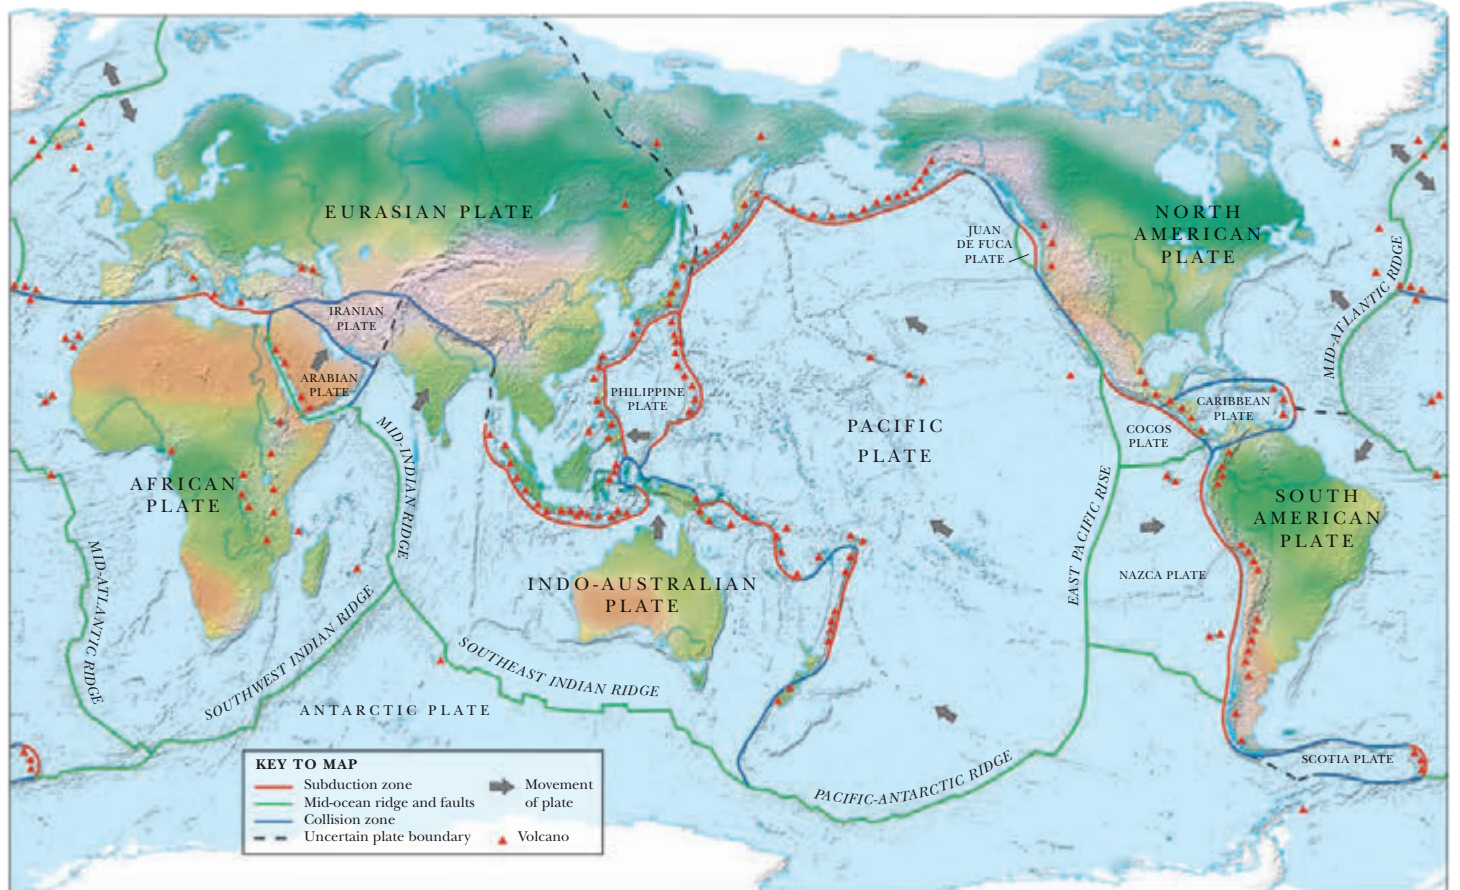 EURASIAN PLATE
NORTH
AMERICAN
PLATE
JUAN
DE FUCA
PLATE
MID-ATLANTIC RIDGE
IRANIAN
PLATE
ARABIAN
PLATE
PHILIPPINE
PLATE
CARIBBEAN
PLATE
COCOS
PLATE
PACIFIC
PLATE
MID-INDIAN RIDGE
AFRICAN
PLATE
SOUTH
AMERICAN
PLATE
EAST PACIFIC RISE
NAZCA PLATE
INDO-AUSTRALIAN
PLATE
MID-ATLANTIC RIDGE
SOUTHWEST INDIAN RIDGE
SOUTHEAST INDIAN RIDGE
ANTARCTIC PLATE
SCOTIA PLATE
PACIFIC-ANTARCTIC RIDGE
KEY TO MAP
Subduction zone
Mid-ocean ridge and faults
Collision zone
Uncertain plate boundary
Movement
of plate
Volcano